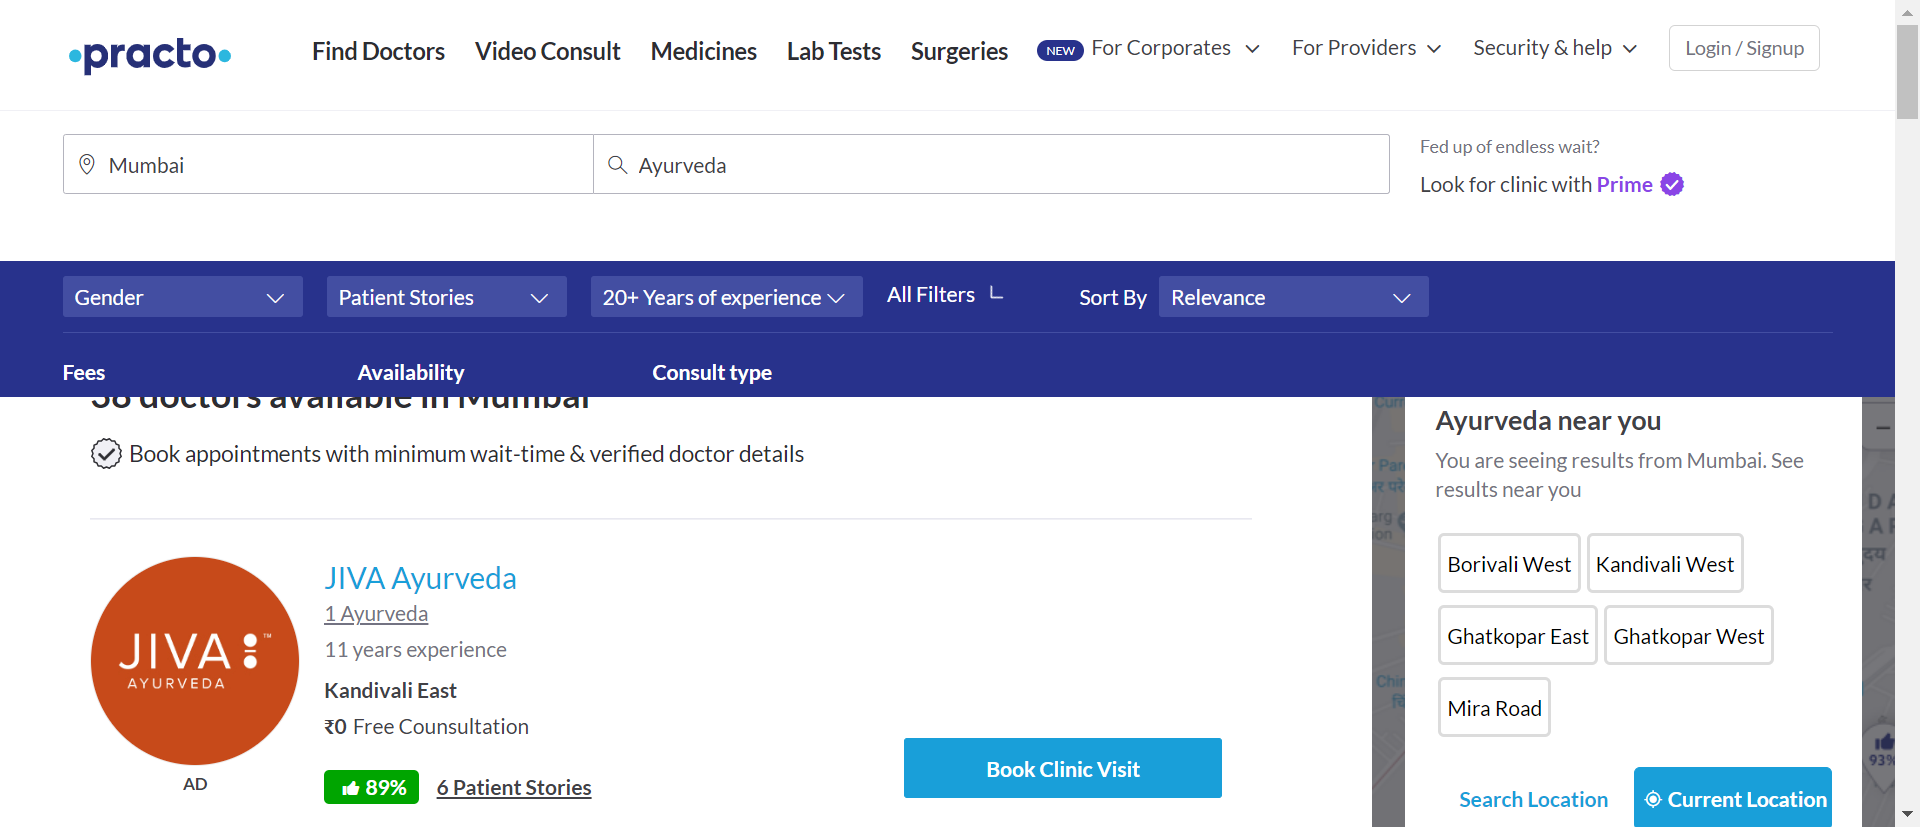 practo
Find Doctors
Video Consult
Medicines
Lab Tests
Surgeries
NEW For Corporates
For Providers
Security & help
Login / Signup
Mumbai
Ayurveda
Fed up of endless wait?
Look for clinic with Prime
Gender
Patient Stories
20+ Years of experience
All Filters
Sort By
Relevance
Fees
Availability
Consult type
doctors available in Mumbai
Book appointments with minimum wait-time & verified doctor details
JIVA™
AYURVEDA
AD
JIVA Ayurveda
1 Ayurveda
11 years experience
Kandivali East
₹0 Free Counsultation
89%
6 Patient Stories
Book Clinic Visit
Ayurveda near you
You are seeing results from Mumbai. See
results near you
Borivali West
Kandivali West
Ghatkopar East
Ghatkopar West
Mira Road
Search Location
Current Location
93%